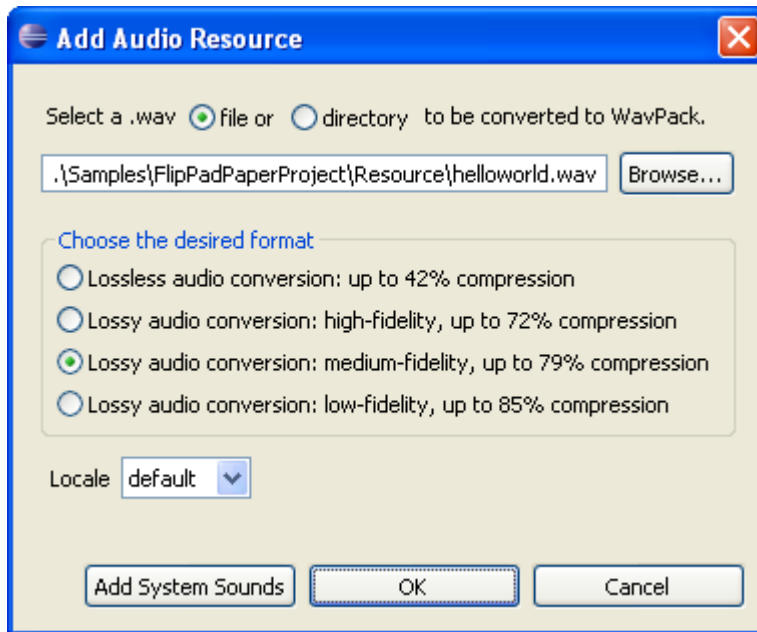 Add Audio Resource
Select a .wav file or directory to be converted to WavPack.
.\Samples\FlipPadPaperProject\Resource\helloworld.wav Browse...
Choose the desired format
Lossless audio conversion: up to 42% compression
Lossy audio conversion: high-fidelity, up to 72% compression
Lossy audio conversion: medium-fidelity, up to 79% compression
Lossy audio conversion: low-fidelity, up to 85% compression
Locale default
Add System Sounds OK Cancel